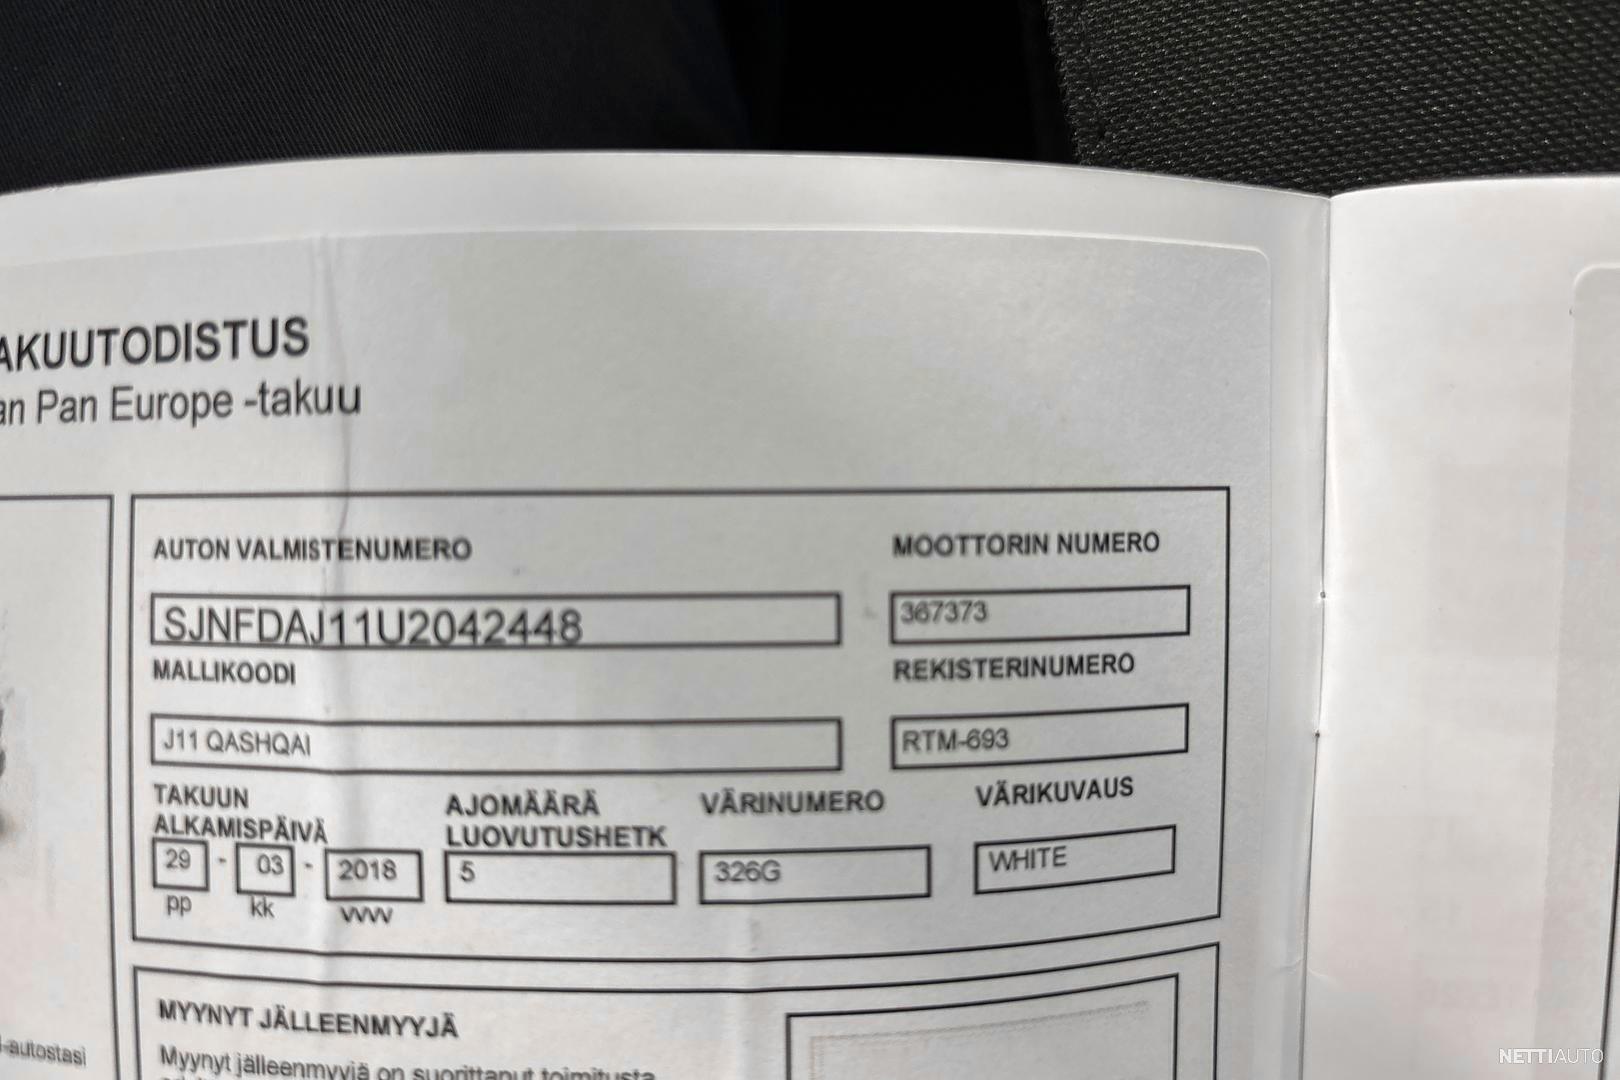 AKUUTODISTUS
an Pan Europe -takuu
AUTON VALMISTENUMERO
SJNFDAJ11U2042448
MOOTTORIN NUMERO
367373
MALLIKOODI
J11 QASHQAI
REKISTERINUMERO
RTM-693
TAKUUN
ALKAMISPÄIVÄ
29 - 03 - 2018
pp kk vvvv
AJOMÄÄRÄ
LUOVUTUSHETK
5
VÄRINUMERO
326G
VÄRIKUVAUS
WHITE
-autostasi
MYYNYT JÄLLEENMYYJÄ
Myynyt jälleenmyyjä on suorittanut toimitusta
NETTIAUTO